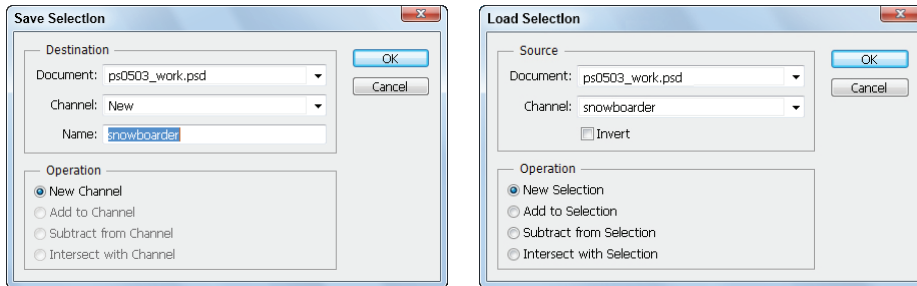 Save Selection
Destination
Document: ps0503_work.psd
Channel: New
Name: snowboarder
OK
Cancel
Operation
New Channel
Add to Channel
Subtract from Channel
Intersect with Channel
Load Selection
Source
Document: ps0503_work.psd
Channel: snowboarder
Invert
OK
Cancel
Operation
New Selection
Add to Selection
Subtract from Selection
Intersect with Selection